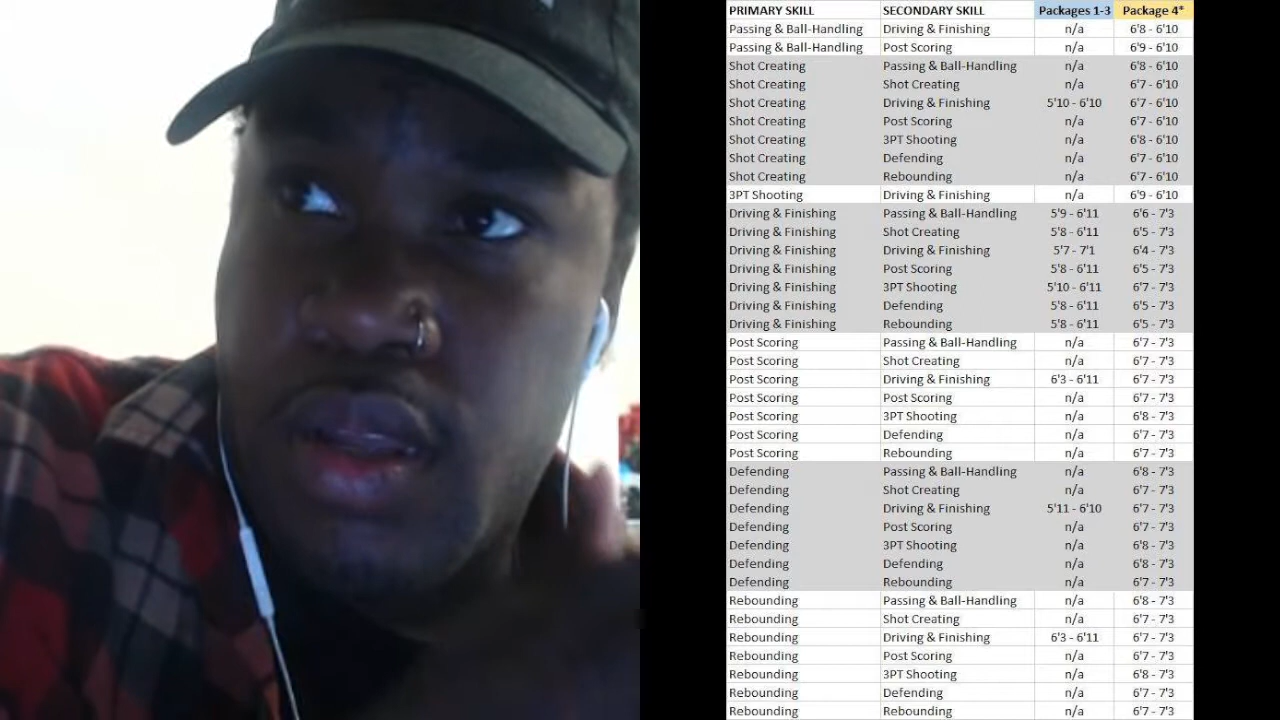 PRIMARY SKILL SECONDARY SKILL Packages 1-3 Package 4*
Passing & Ball-Handling Driving & Finishing n/a 6'8 - 6'10
Passing & Ball-Handling Post Scoring n/a 6'9 - 6'10
Shot Creating Passing & Ball-Handling n/a 6'8 - 6'10
Shot Creating Shot Creating n/a 6'7 - 6'10
Shot Creating Driving & Finishing 5'10 - 6'10 6'7 - 6'10
Shot Creating Post Scoring n/a 6'7 - 6'10
Shot Creating 3PT Shooting n/a 6'8 - 6'10
Shot Creating Defending n/a 6'7 - 6'10
Shot Creating Rebounding n/a 6'7 - 6'10
3PT Shooting Driving & Finishing n/a 6'9 - 6'10
Driving & Finishing Passing & Ball-Handling 5'9 - 6'11 6'6 - 7'3
Driving & Finishing Shot Creating 5'8 - 6'11 6'5 - 7'3
Driving & Finishing Driving & Finishing 5'7 - 7'1 6'4 - 7'3
Driving & Finishing Post Scoring 5'8 - 6'11 6'5 - 7'3
Driving & Finishing 3PT Shooting 5'10 - 6'11 6'7 - 7'3
Driving & Finishing Defending 5'8 - 6'11 6'5 - 7'3
Driving & Finishing Rebounding 5'8 - 6'11 6'5 - 7'3
Post Scoring Passing & Ball-Handling n/a 6'7 - 7'3
Post Scoring Shot Creating n/a 6'7 - 7'3
Post Scoring Driving & Finishing 6'3 - 6'11 6'7 - 7'3
Post Scoring Post Scoring n/a 6'7 - 7'3
Post Scoring 3PT Shooting n/a 6'8 - 7'3
Post Scoring Defending n/a 6'7 - 7'3
Post Scoring Rebounding n/a 6'7 - 7'3
Defending Passing & Ball-Handling n/a 6'8 - 7'3
Defending Shot Creating n/a 6'7 - 7'3
Defending Driving & Finishing 5'11 - 6'10 6'7 - 7'3
Defending Post Scoring n/a 6'7 - 7'3
Defending 3PT Shooting n/a 6'8 - 7'3
Defending Defending n/a 6'8 - 7'3
Defending Rebounding n/a 6'7 - 7'3
Rebounding Passing & Ball-Handling n/a 6'8 - 7'3
Rebounding Shot Creating n/a 6'7 - 7'3
Rebounding Driving & Finishing 6'3 - 6'11 6'7 - 7'3
Rebounding Post Scoring n/a 6'7 - 7'3
Rebounding 3PT Shooting n/a 6'8 - 7'3
Rebounding Defending n/a 6'7 - 7'3
Rebounding Rebounding n/a 6'7 - 7'3